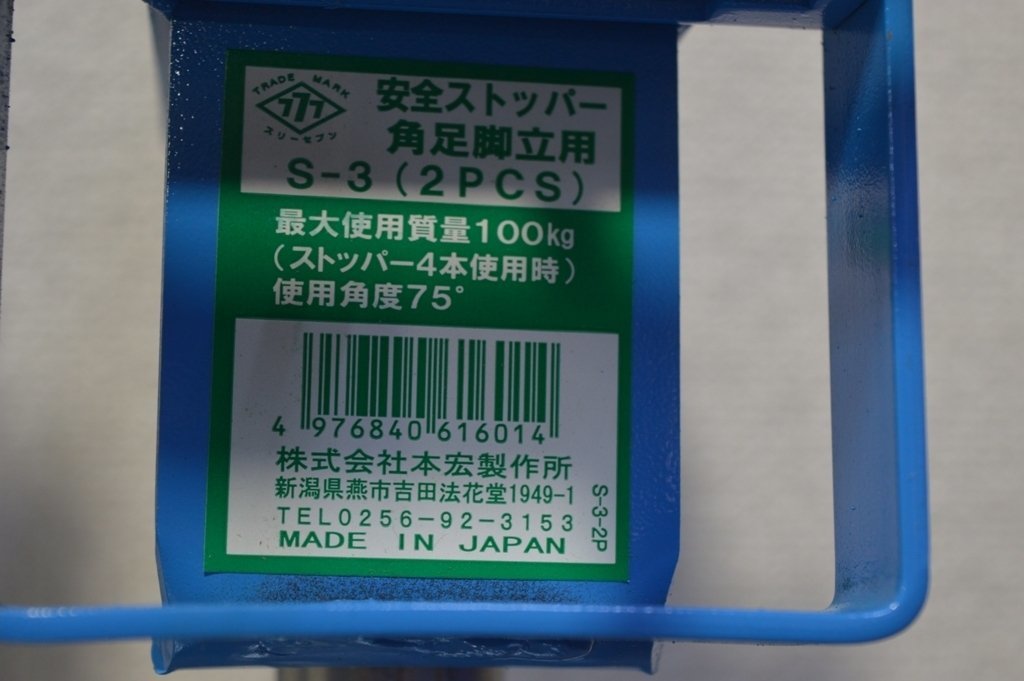 TRADE MARK
777
スリーセブン
安全ストッパー
角足脚立用
S-3（2PCS）
最大使用質量100kg
（ストッパー4本使用時）
使用角度75°
4 976840 616014
株式会社本宏製作所
新潟県燕市吉田法花堂1949-1
TEL0256-92-3153
MADE IN JAPAN
S-3-2P